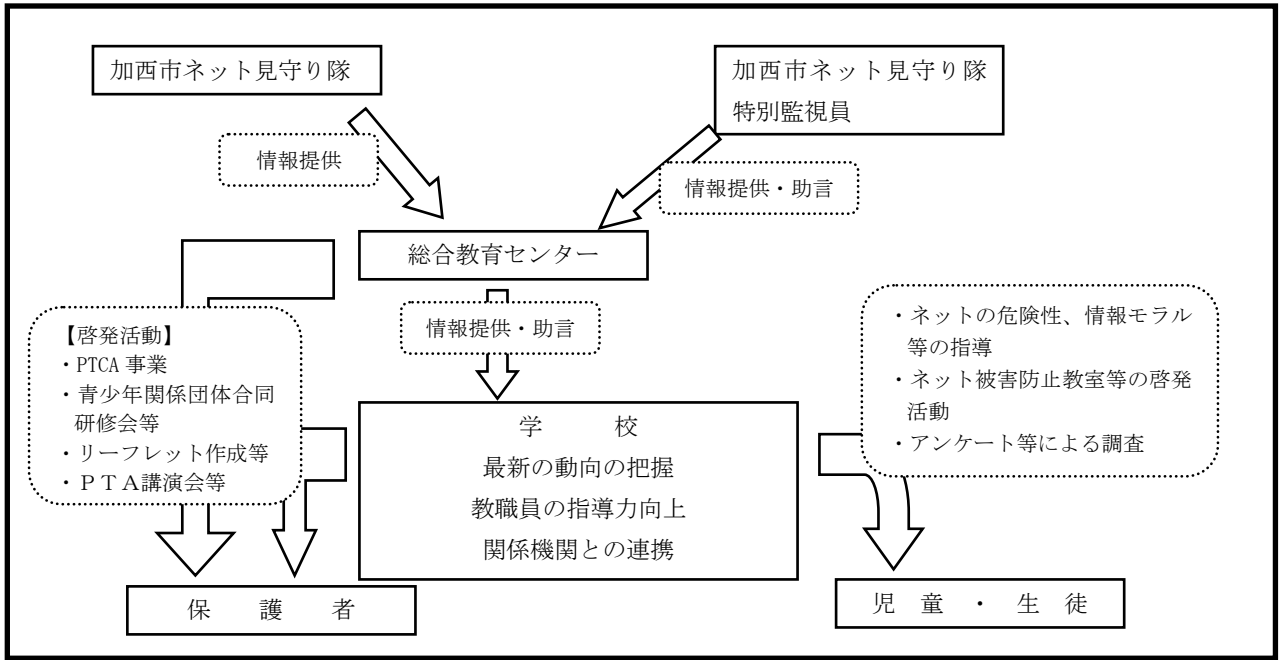 加西市ネット見守り隊
加西市ネット見守り隊
特別監視員
情報提供
情報提供・助言
総合教育センター
情報提供・助言
【啓発活動】
・PTCA 事業
・青少年関係団体合同
研修会等
・リーフレット作成等
・ＰＴＡ講演会等
・ネットの危険性、情報モラル
等の指導
・ネット被害防止教室等の啓発
活動
・アンケート等による調査
学　　校
最新の動向の把握
教職員の指導力向上
関係機関との連携
保　護　者
児　童　・　生　徒